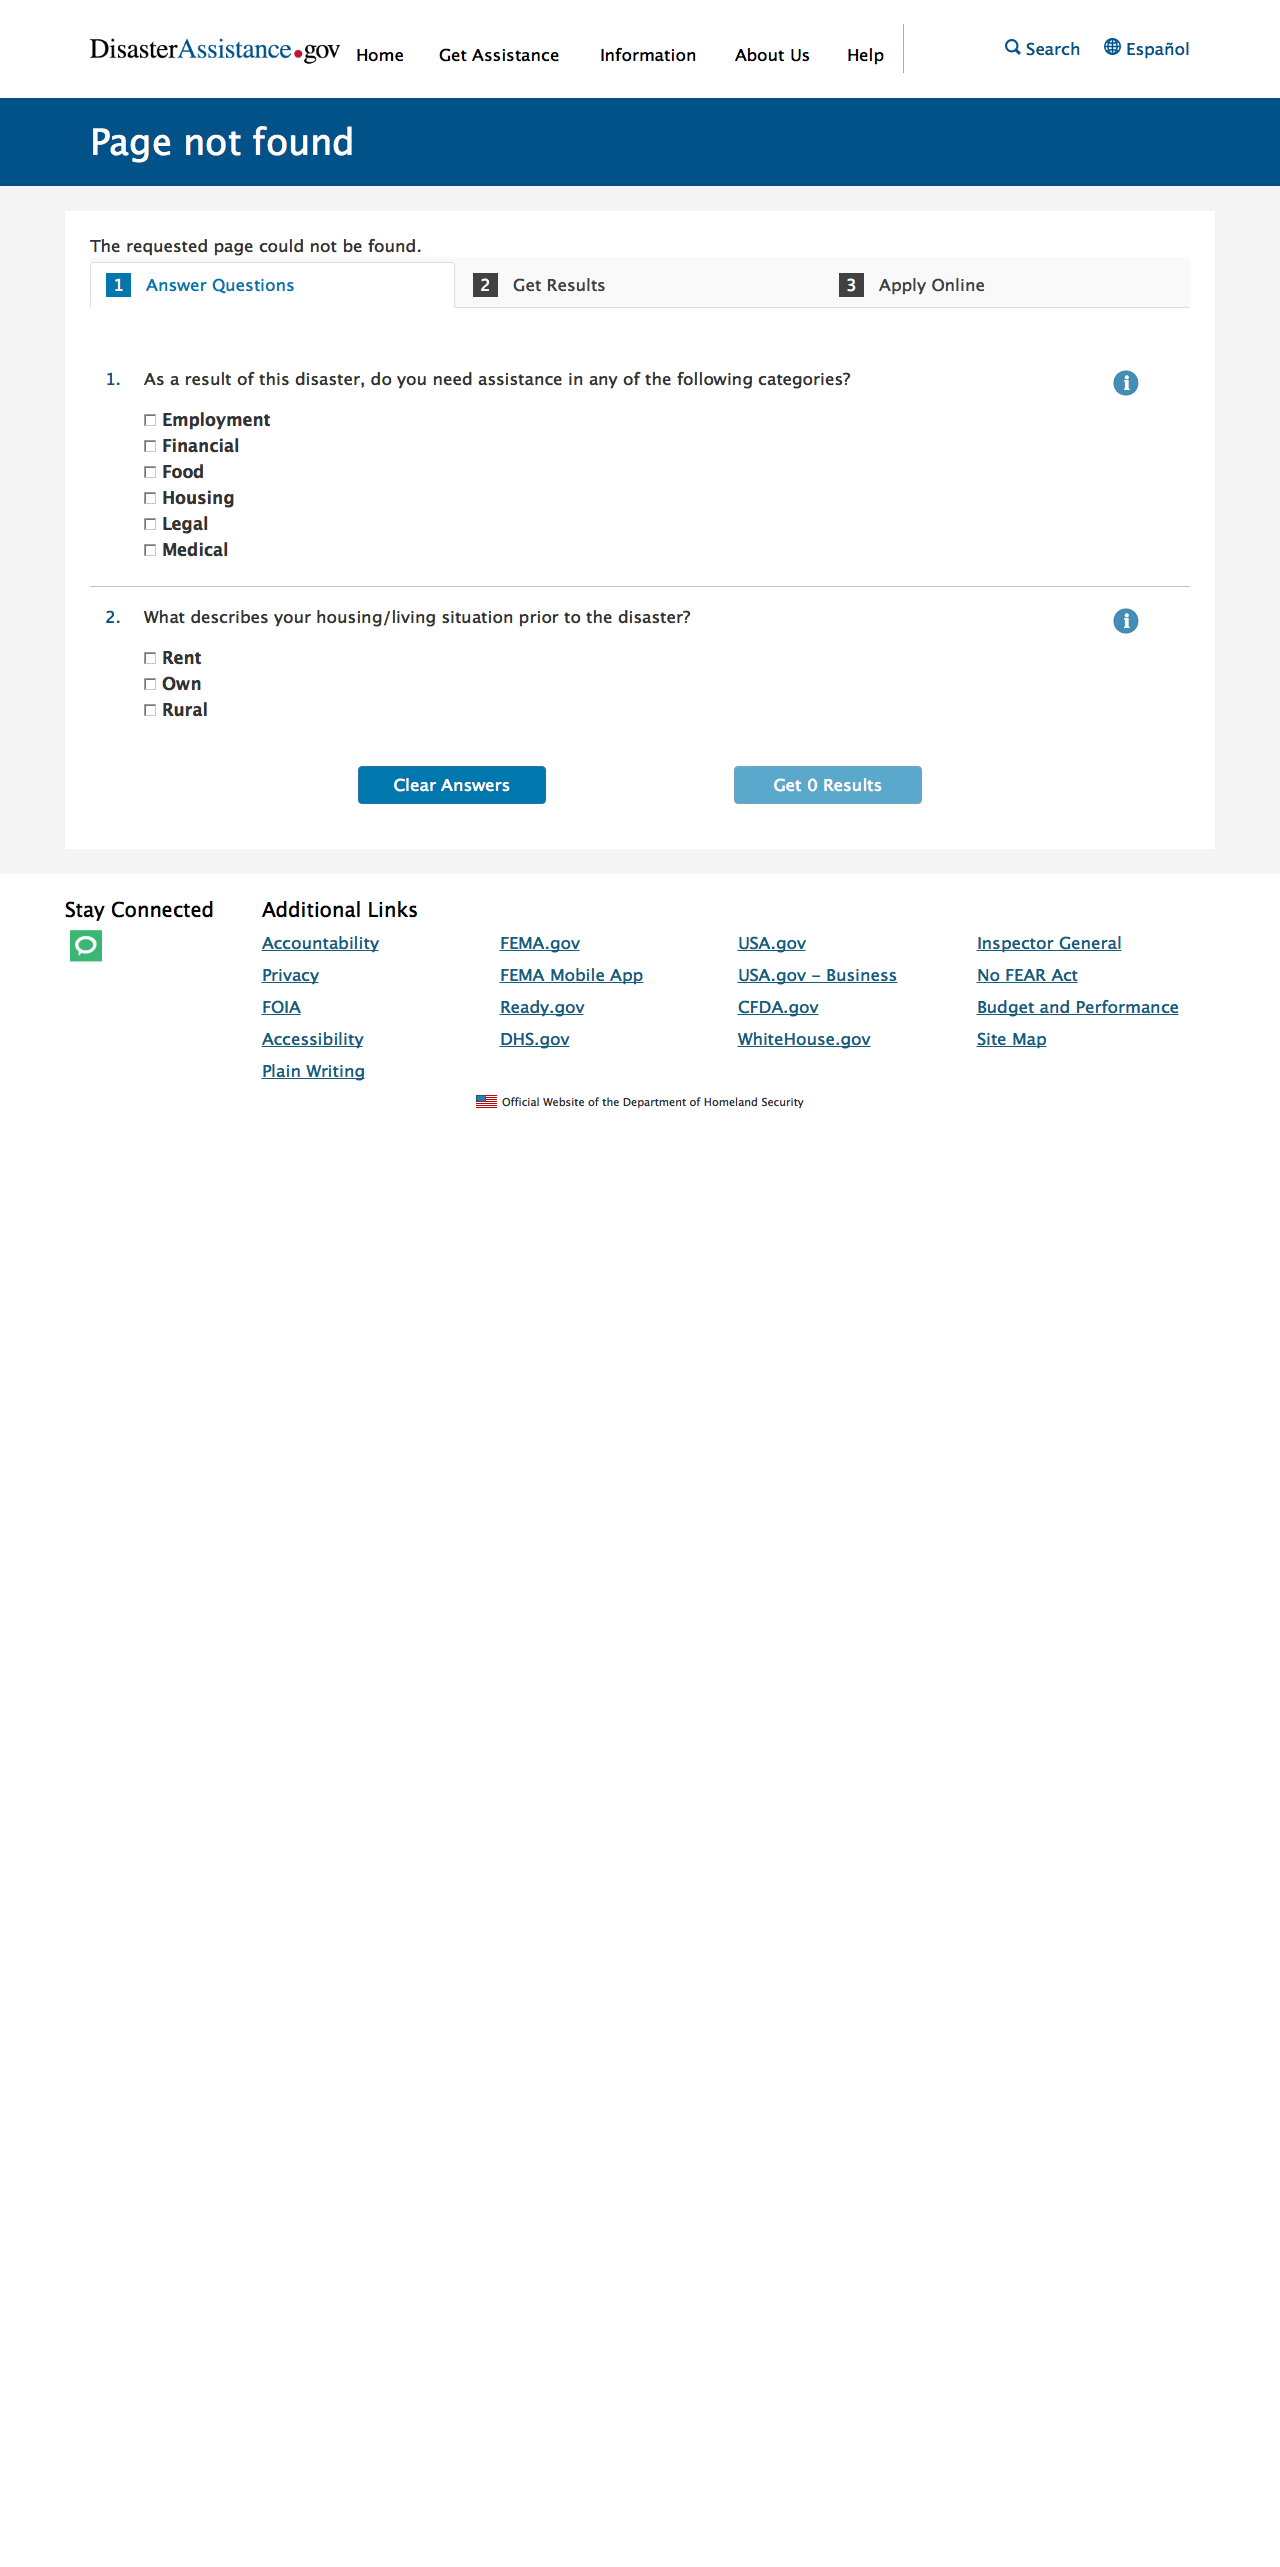 DisasterAssistance.gov Home Get Assistance Information About Us Help Search Español
Page not found
The requested page could not be found.
1 Answer Questions 2 Get Results 3 Apply Online
1. As a result of this disaster, do you need assistance in any of the following categories?
Employment
Financial
Food
Housing
Legal
Medical
2. What describes your housing/living situation prior to the disaster?
Rent
Own
Rural
Clear Answers Get 0 Results
Stay Connected Additional Links
Accountability FEMA.gov USA.gov Inspector General
Privacy FEMA Mobile App USA.gov – Business No FEAR Act
FOIA Ready.gov CFDA.gov Budget and Performance
Accessibility DHS.gov WhiteHouse.gov Site Map
Plain Writing
Official Website of the Department of Homeland Security